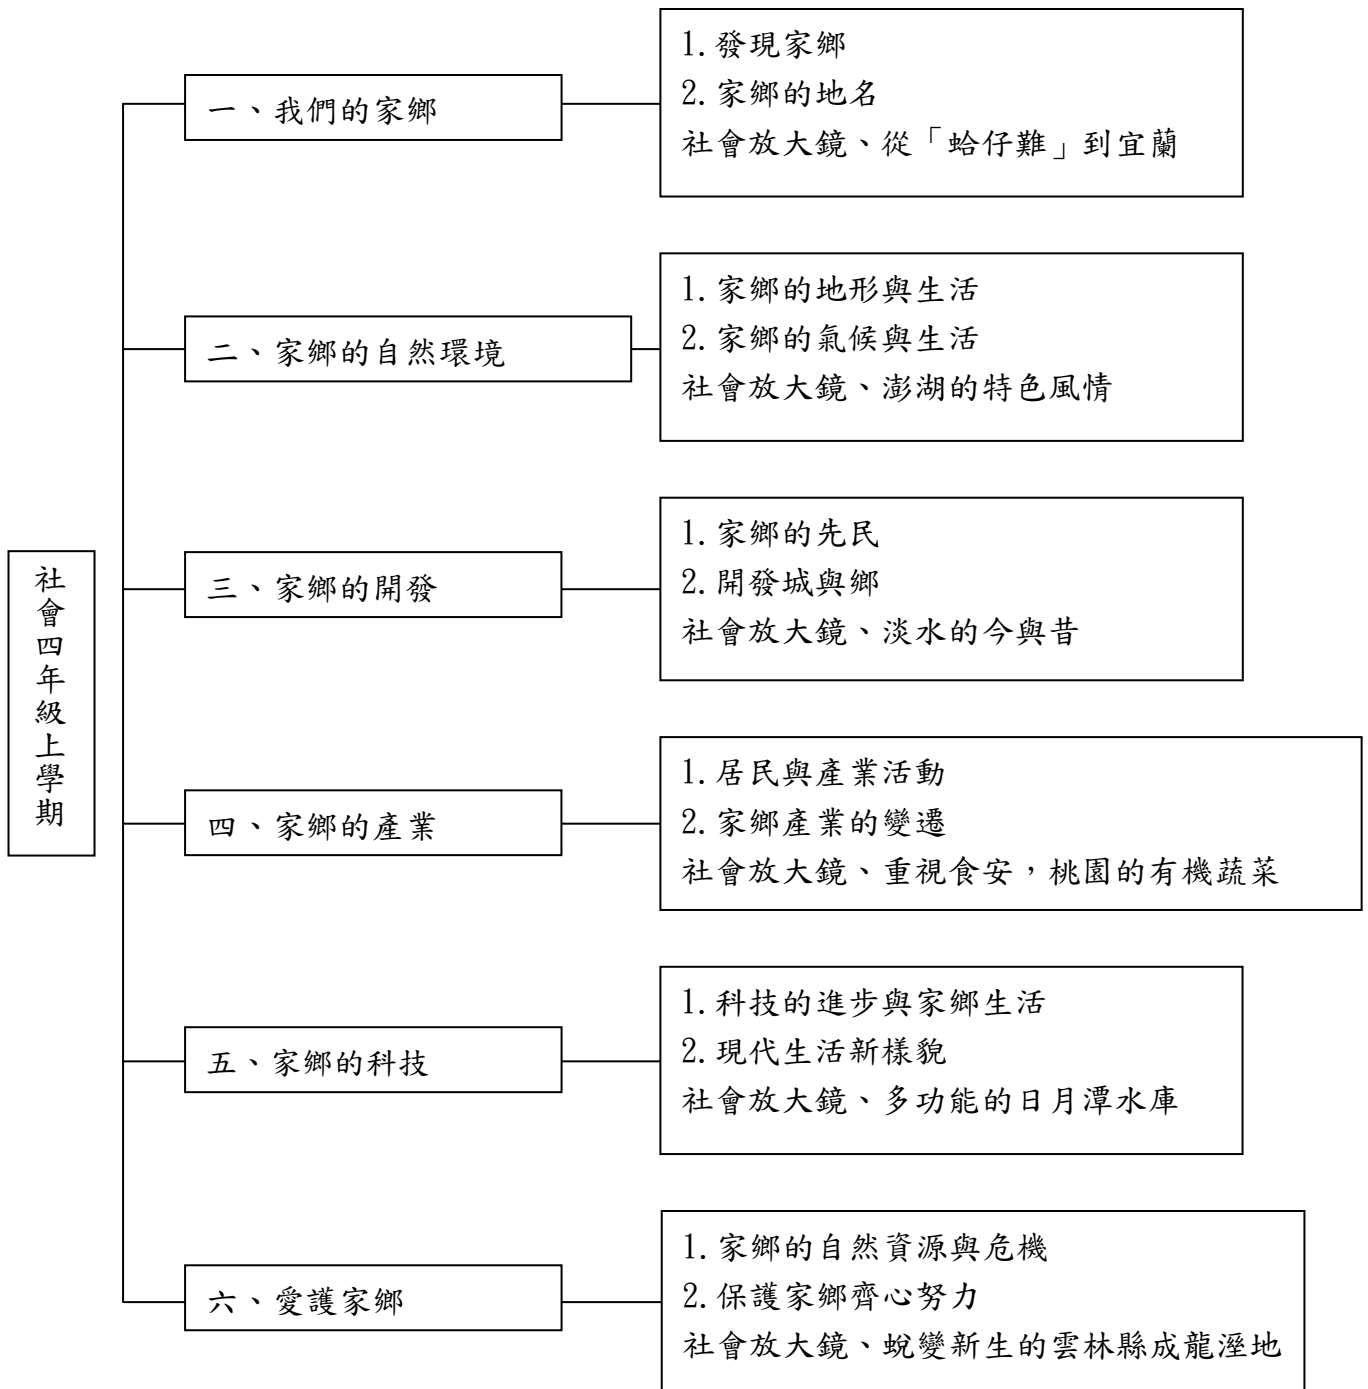 社會四年級上學期
一、我們的家鄉
1.發現家鄉
2.家鄉的地名
社會放大鏡、從「蛤仔難」到宜蘭
二、家鄉的自然環境
1.家鄉的地形與生活
2.家鄉的氣候與生活
社會放大鏡、澎湖的特色風情
三、家鄉的開發
1.家鄉的先民
2.開發城與鄉
社會放大鏡、淡水的今與昔
四、家鄉的產業
1.居民與產業活動
2.家鄉產業的變遷
社會放大鏡、重視食安，桃園的有機蔬菜
五、家鄉的科技
1.科技的進步與家鄉生活
2.現代生活新樣貌
社會放大鏡、多功能的日月潭水庫
六、愛護家鄉
1.家鄉的自然資源與危機
2.保護家鄉齊心努力
社會放大鏡、蛻變新生的雲林縣成龍溼地